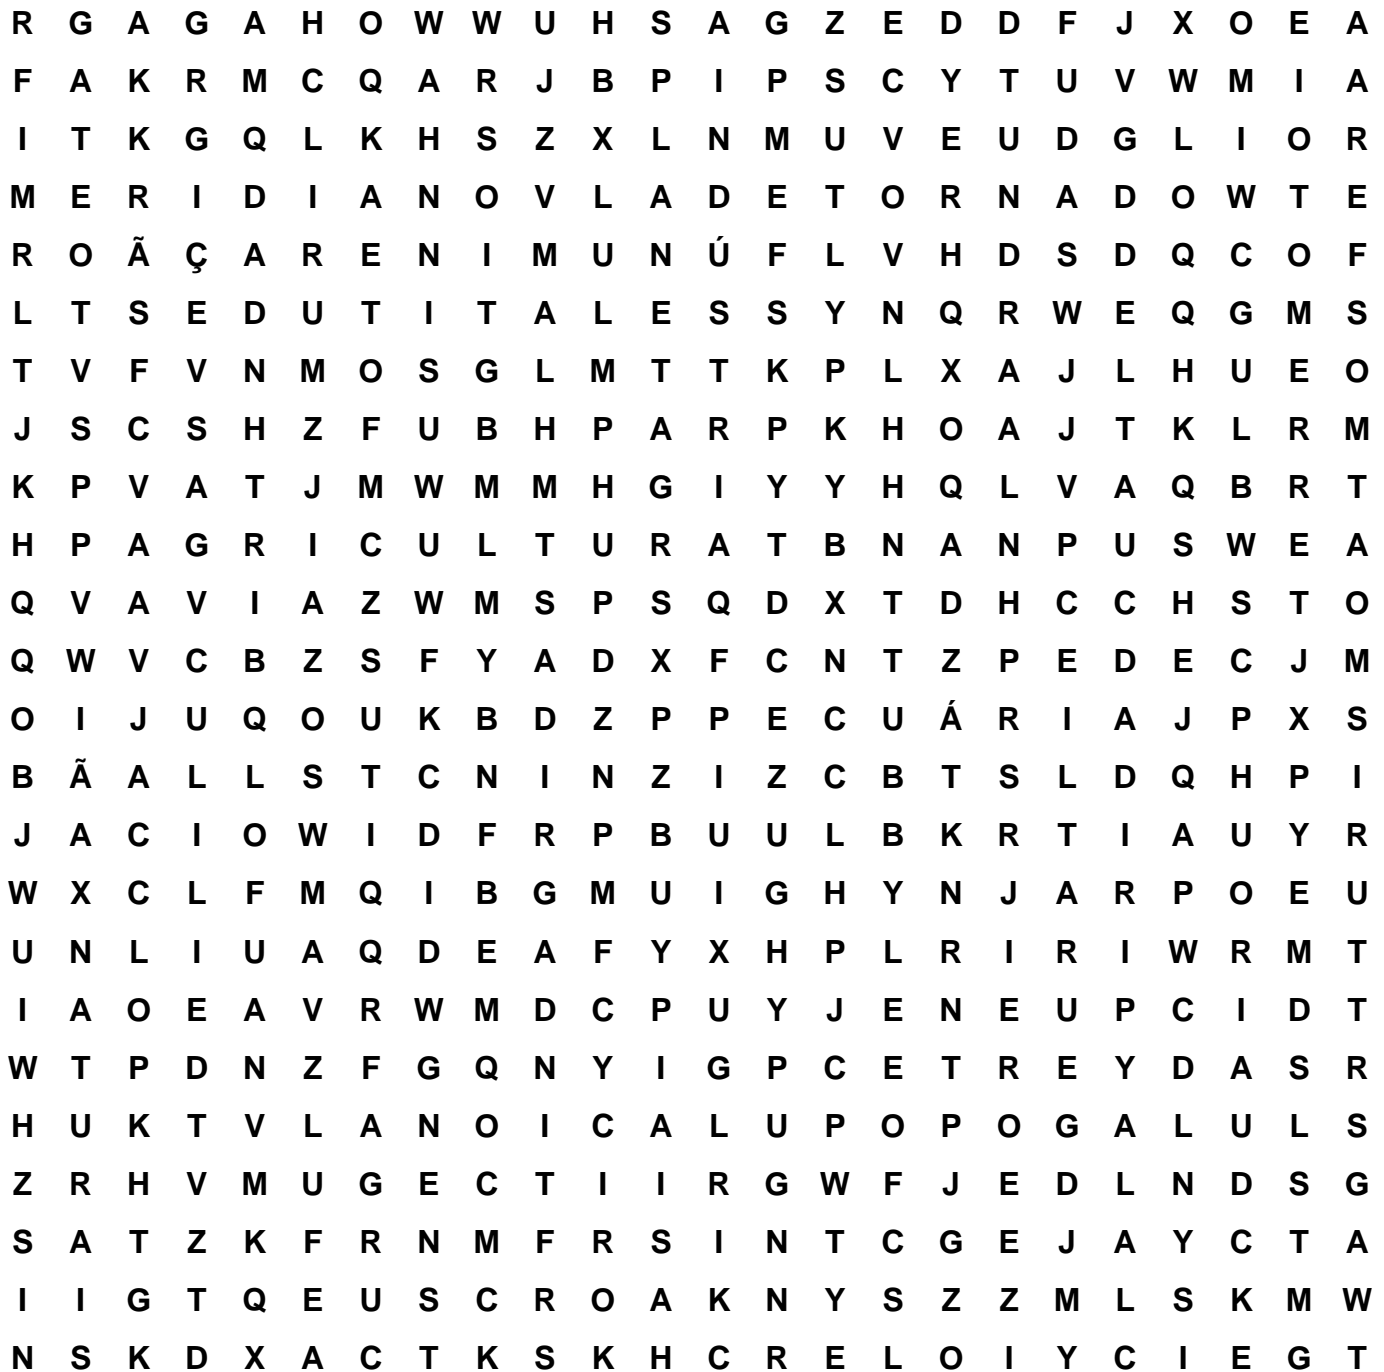 R G A G A H O W W U H S A G Z E D D F J X O E A
F A K R M C Q A R J B P I P S C Y T U V W M I A
I T K G Q L K H S Z X L N M U V E U D G L I O R
M E R I D I A N O V L A D E T O R N A D O W T E
R O Ã Ç A R E N I M U N Ú F L V H D S D Q C O F
L T S E D U T I T A L E S S Y N Q R W E Q G M S
T V F V N M O S G L M T T K P L X A J L H U E O
J S C S H Z F U B H P A R P K H O A J T K L R M
K P V A T J M W M M H G I Y Y H Q L V A Q B R T
H P A G R I C U L T U R A T B N A N P U S W E A
Q V A V I A Z W M S P S Q D X T D H C C H S T O
Q W V C B Z S F Y A D X F C N T Z P E D E C J M
O I J U Q O U K B D Z P P E C U Á R I A J P X S
B Ã A L L S T C N I N Z I Z C B T S L D Q H P I
J A C I O W I D F R P B U U L B K R T I A U Y R
W X C L F M Q I B G M U I G H Y N J A R P O E U
U N L I U A Q D E A F Y X H P L R I R I W R M T
I A O E A V R W M D C P U Y J E N E U P C I D T
W T P D N Z F G Q N Y I G P C E T R E Y D A S R
H U K T V L A N O I C A L U P O P O G A L U L S
Z R H V M U G E C T I I R G W F J E D L N D S G
S A T Z K F R N M F R S I N T C G E J A Y C T A
I I G T Q E U S C R O A K N Y S Z Z M L S K M W
N S K D X A C T K S K H C R E L O I Y C I E G T